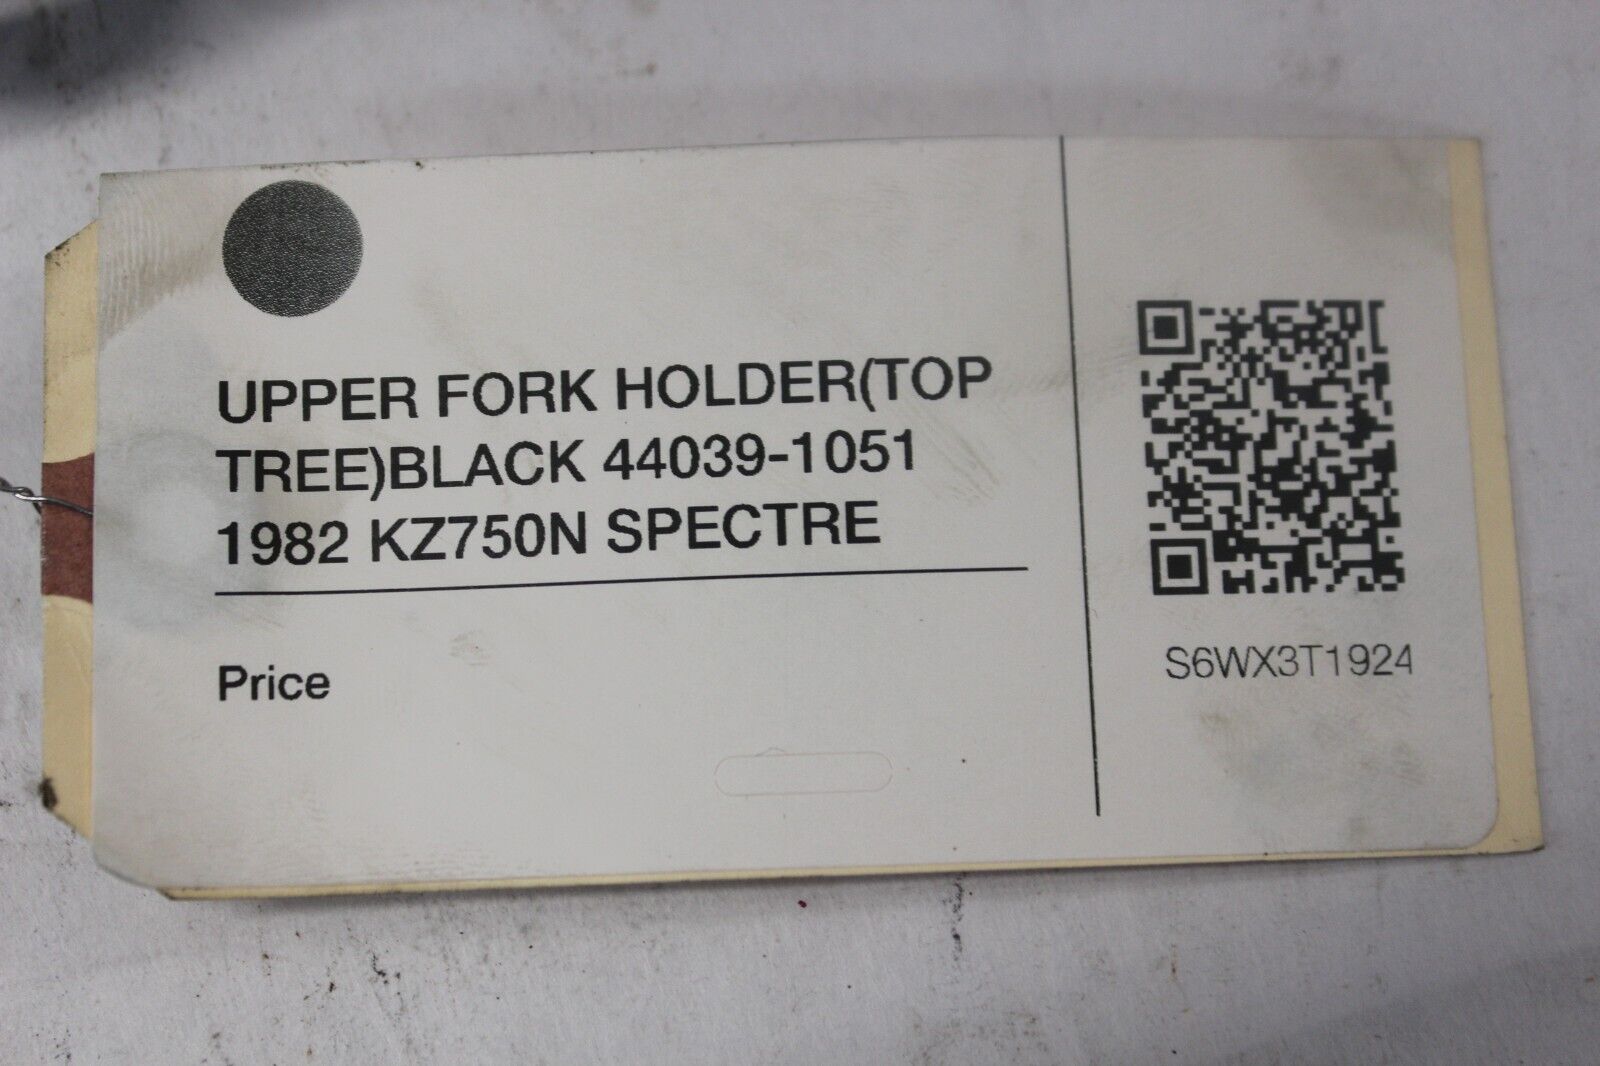 UPPER FORK HOLDER(TOP
TREE)BLACK 44039-1051
1982 KZ750N SPECTRE
Price
S6WX3T1924